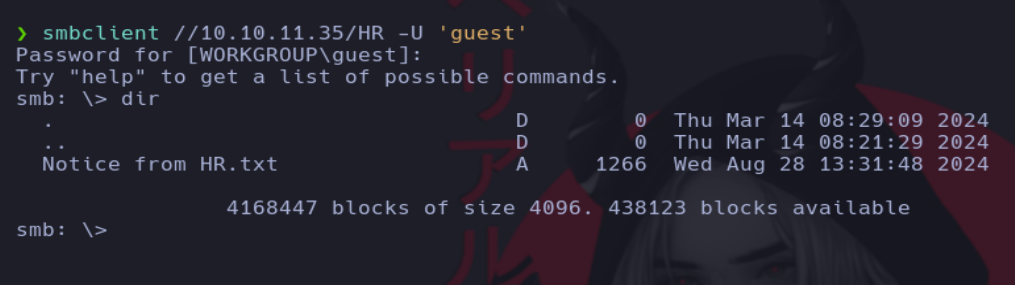 ❯ smbclient //10.10.11.35/HR -U 'guest'
Password for [WORKGROUP\guest]:
Try "help" to get a list of possible commands.
smb: \> dir
  .                                   D        0  Thu Mar 14 08:29:09 2024
  ..                                  D        0  Thu Mar 14 08:21:29 2024
  Notice from HR.txt                  A     1266  Wed Aug 28 13:31:48 2024
4168447 blocks of size 4096. 438123 blocks available
smb: \>
リアル